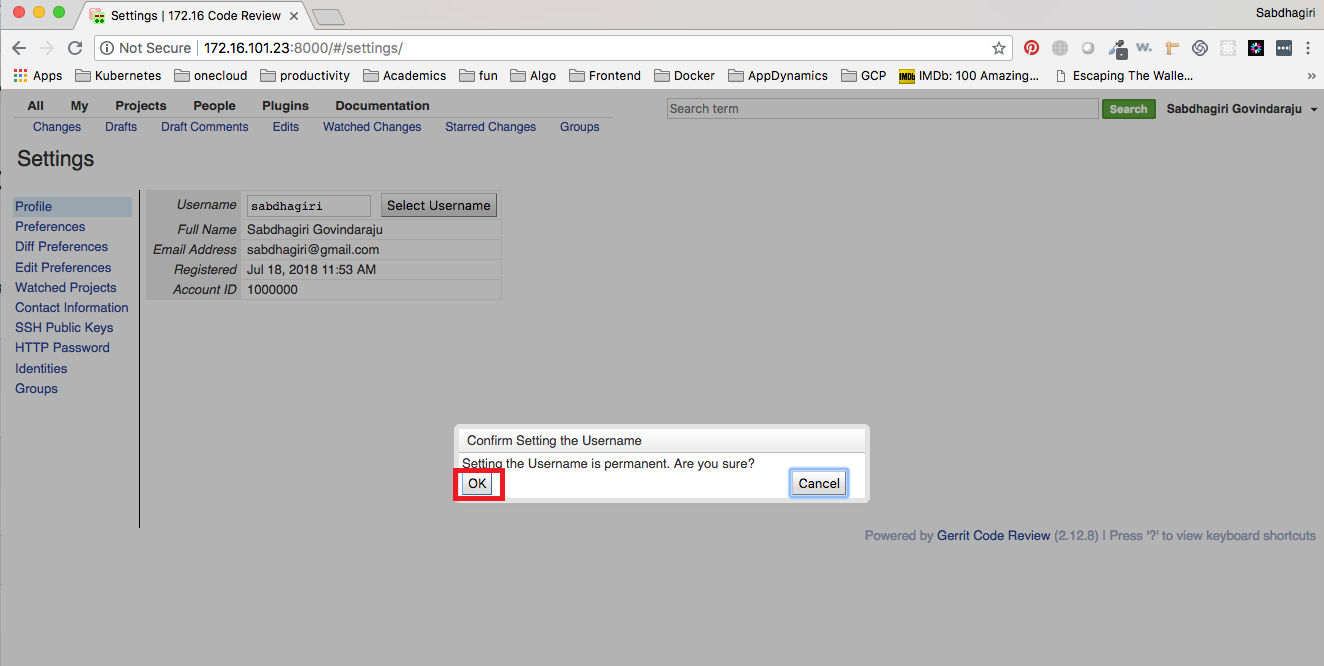 Settings | 172.16 Code Review
Sabdhagiri
Not Secure 172.16.101.23:8000/#/settings/
w.
Apps Kubernetes onecloud productivity Academics fun Algo Frontend Docker AppDynamics GCP IMDb IMDb: 100 Amazing... Escaping The Walle... »
All My Projects People Plugins Documentation
Search term Search Sabdhagiri Govindaraju
Changes Drafts Draft Comments Edits Watched Changes Starred Changes Groups
Settings
Profile
Preferences
Diff Preferences
Edit Preferences
Watched Projects
Contact Information
SSH Public Keys
HTTP Password
Identities
Groups
Username sabdhagiri Select Username
Full Name Sabdhagiri Govindaraju
Email Address sabdhagiri@gmail.com
Registered Jul 18, 2018 11:53 AM
Account ID 1000000
Confirm Setting the Username
Setting the Username is permanent. Are you sure?
OK Cancel
Powered by Gerrit Code Review (2.12.8) | Press '?' to view keyboard shortcuts